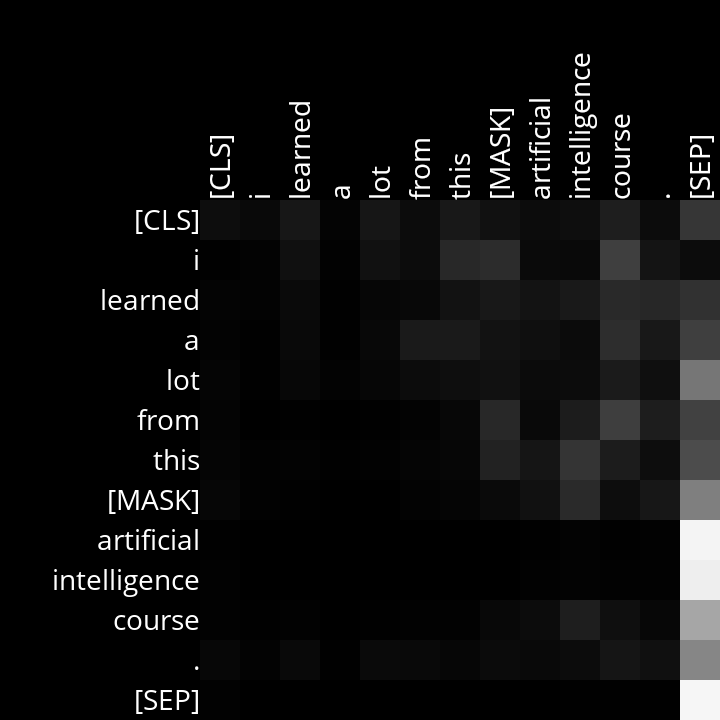 [CLS]
i
learned
a
lot
from
this
[MASK]
artificial
intelligence
course
.
[SEP]
[CLS]
i
learned
a
lot
from
this
[MASK]
artificial
intelligence
course
.
[SEP]